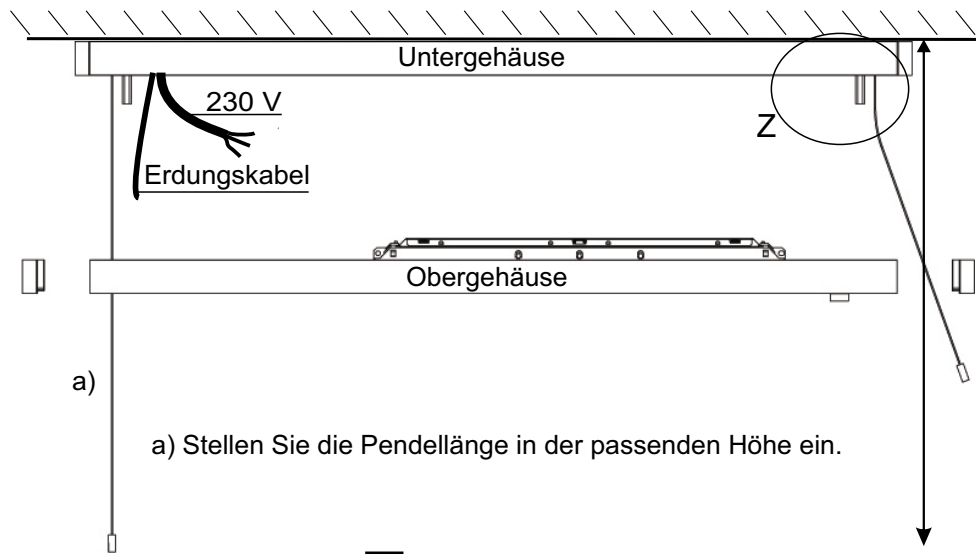 Untergehäuse
230 V
Z
Erdungskabel
Obergehäuse
a)
a) Stellen Sie die Pendellänge in der passenden Höhe ein.